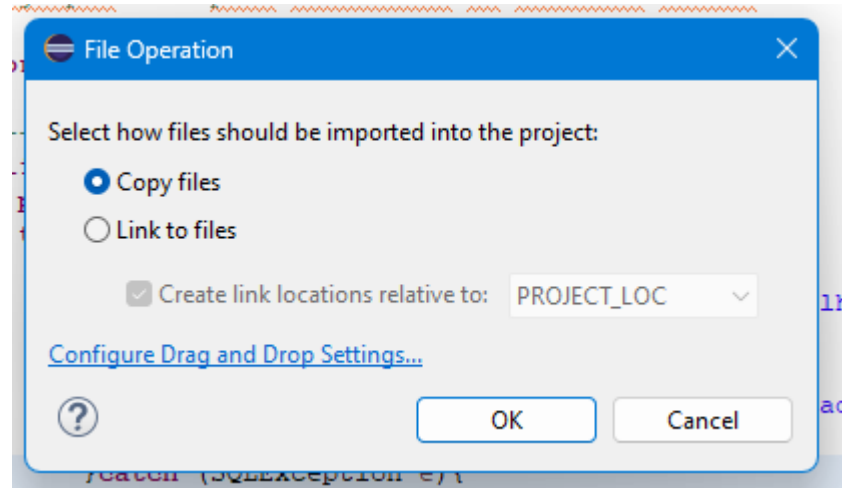 File Operation
Select how files should be imported into the project:
Copy files
Link to files
Create link locations relative to: PROJECT_LOC
Configure Drag and Drop Settings...
OK Cancel
}catch (SQLException e){